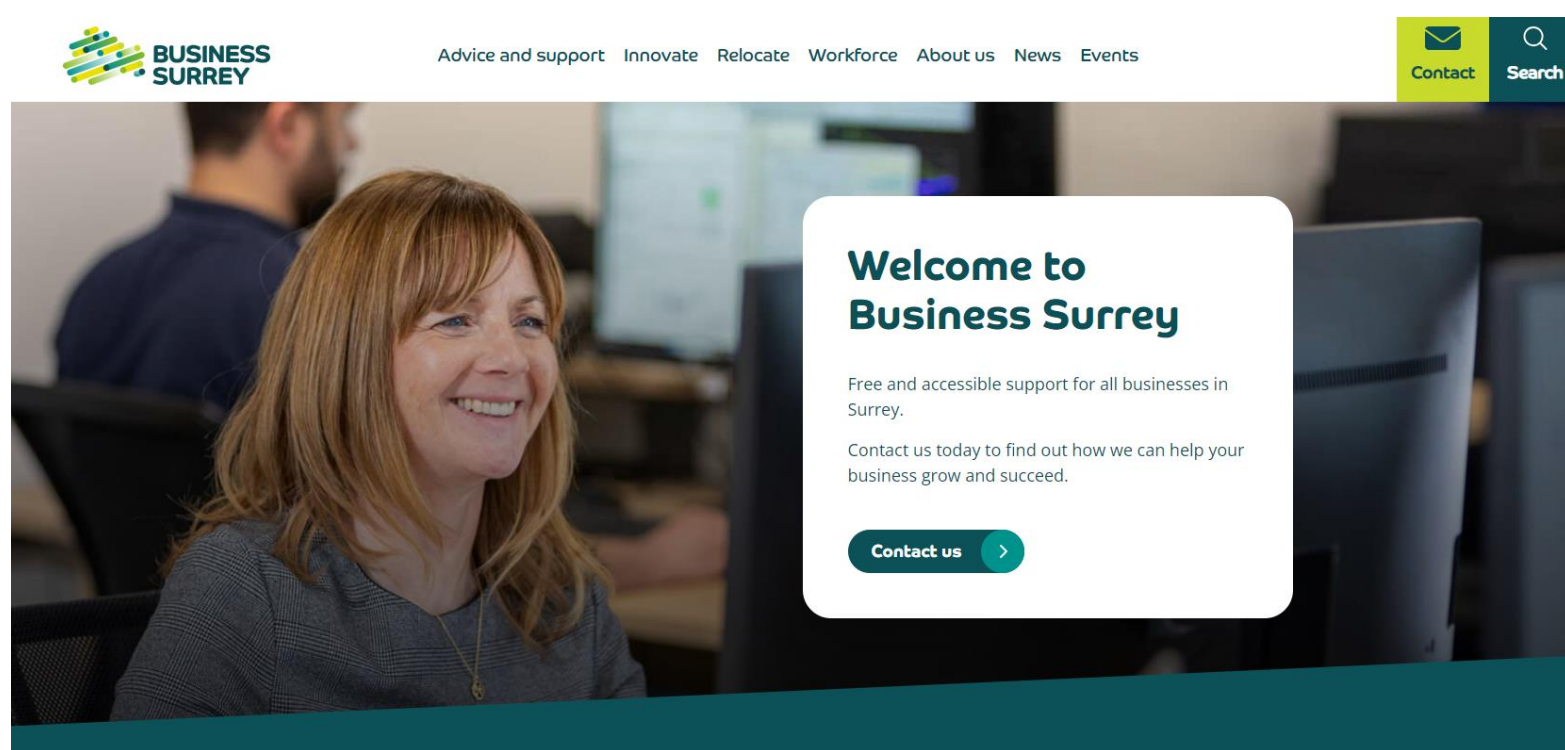 BUSINESS
SURREY
Advice and support Innovate Relocate Workforce About us News Events
Contact
Search
Welcome to
Business Surrey
Free and accessible support for all businesses in
Surrey.
Contact us today to find out how we can help your
business grow and succeed.
Contact us